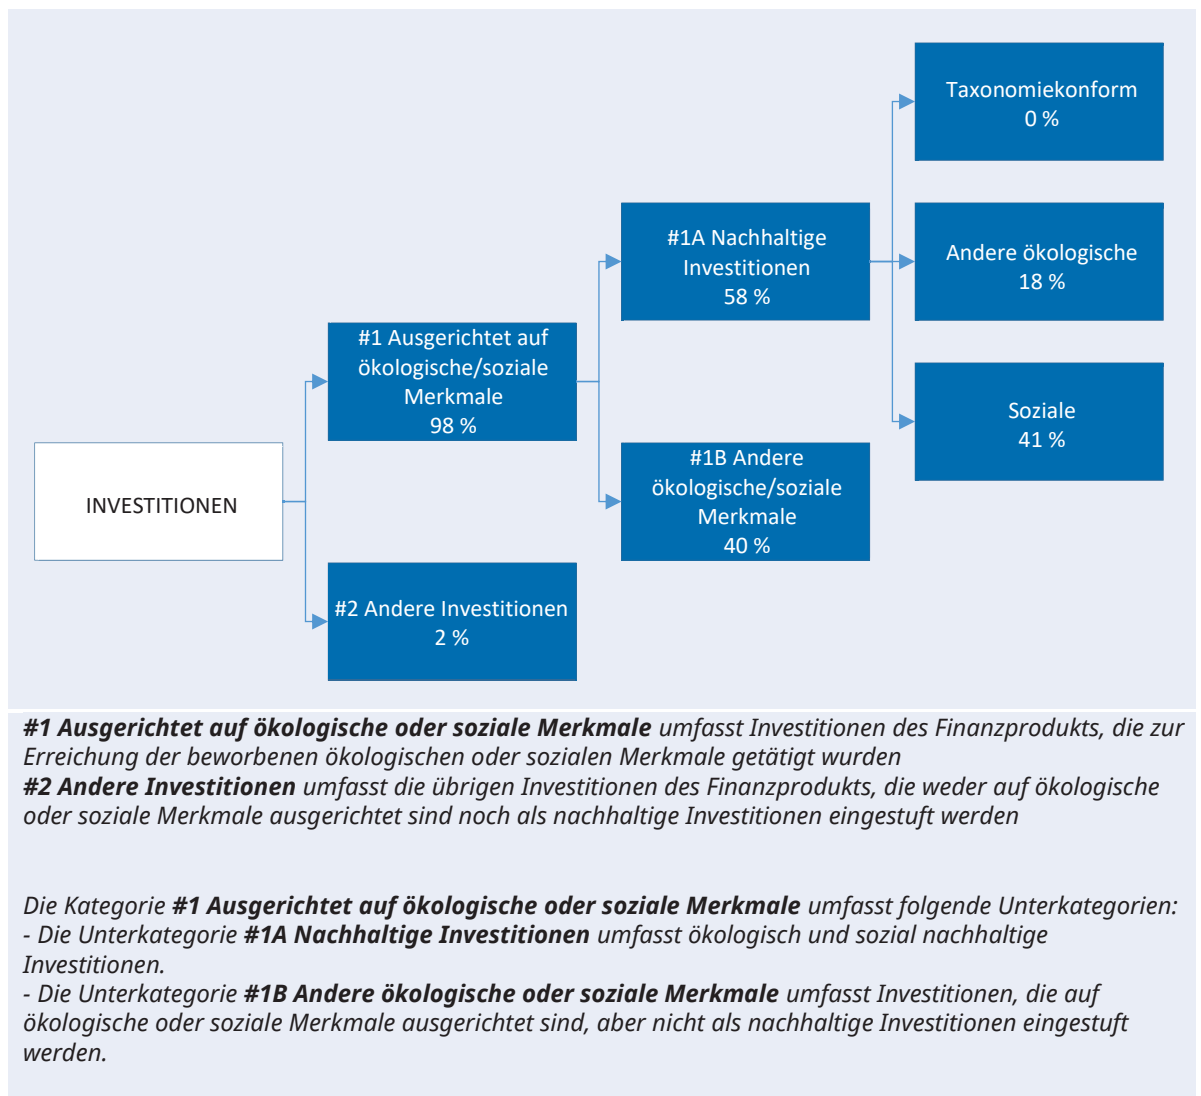 Taxonomiekonform
0 %
#1A Nachhaltige
Investitionen
58 %
Andere ökologische
18 %
#1 Ausgerichtet auf
ökologische/soziale
Merkmale
98 %
Soziale
41 %
INVESTITIONEN
#1B Andere
ökologische/soziale
Merkmale
40 %
#2 Andere Investitionen
2 %
#1 Ausgerichtet auf ökologische oder soziale Merkmale umfasst Investitionen des Finanzprodukts, die zur
Erreichung der beworbenen ökologischen oder sozialen Merkmale getätigt wurden
#2 Andere Investitionen umfasst die übrigen Investitionen des Finanzprodukts, die weder auf ökologische
oder soziale Merkmale ausgerichtet sind noch als nachhaltige Investitionen eingestuft werden
Die Kategorie #1 Ausgerichtet auf ökologische oder soziale Merkmale umfasst folgende Unterkategorien:
- Die Unterkategorie #1A Nachhaltige Investitionen umfasst ökologisch und sozial nachhaltige
Investitionen.
- Die Unterkategorie #1B Andere ökologische oder soziale Merkmale umfasst Investitionen, die auf
ökologische oder soziale Merkmale ausgerichtet sind, aber nicht als nachhaltige Investitionen eingestuft
werden.